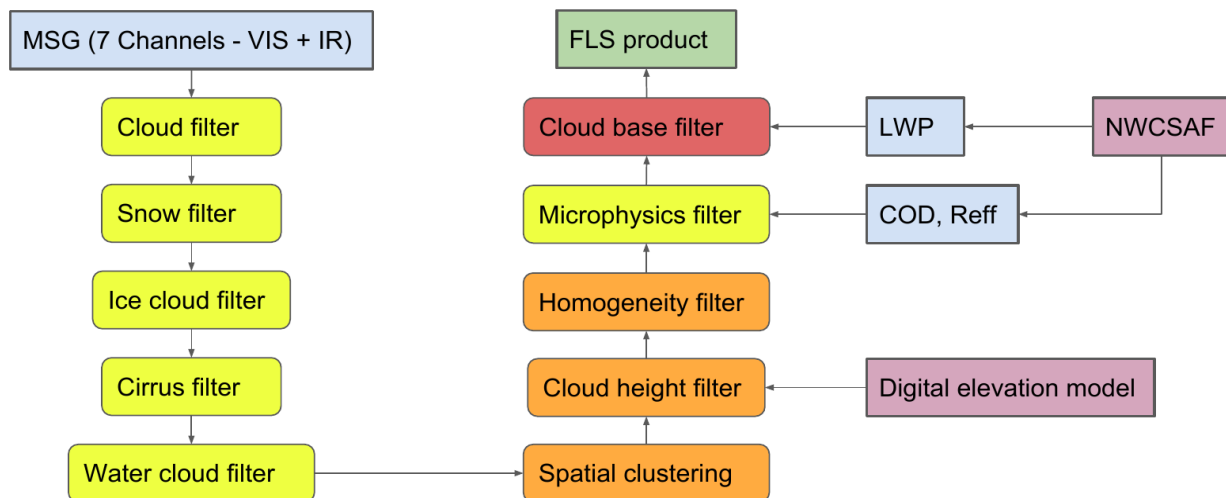 MSG (7 Channels - VIS + IR)
Cloud filter
Snow filter
Ice cloud filter
Cirrus filter
Water cloud filter
FLS product
Cloud base filter
LWP
NWCSAF
Microphysics filter
COD, Reff
Homogeneity filter
Cloud height filter
Digital elevation model
Spatial clustering